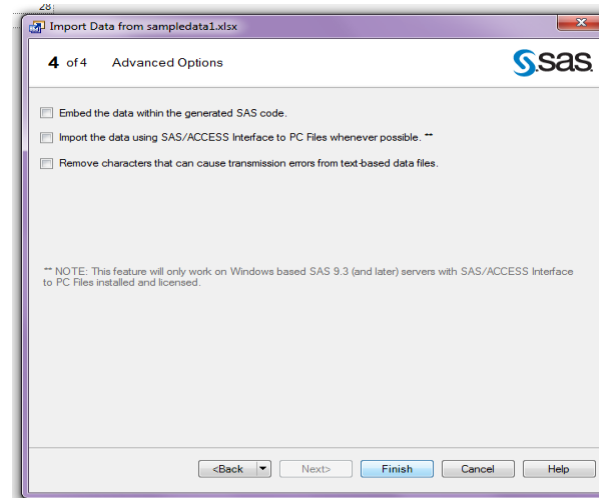 28
Import Data from sampledata1.xlsx
4 of 4 Advanced Options
sas
Embed the data within the generated SAS code.
Import the data using SAS/ACCESS Interface to PC Files whenever possible. **
Remove characters that can cause transmission errors from text-based data files.
** NOTE: This feature will only work on Windows based SAS 9.3 (and later) servers with SAS/ACCESS Interface
to PC Files installed and licensed.
<Back Next> Finish Cancel Help